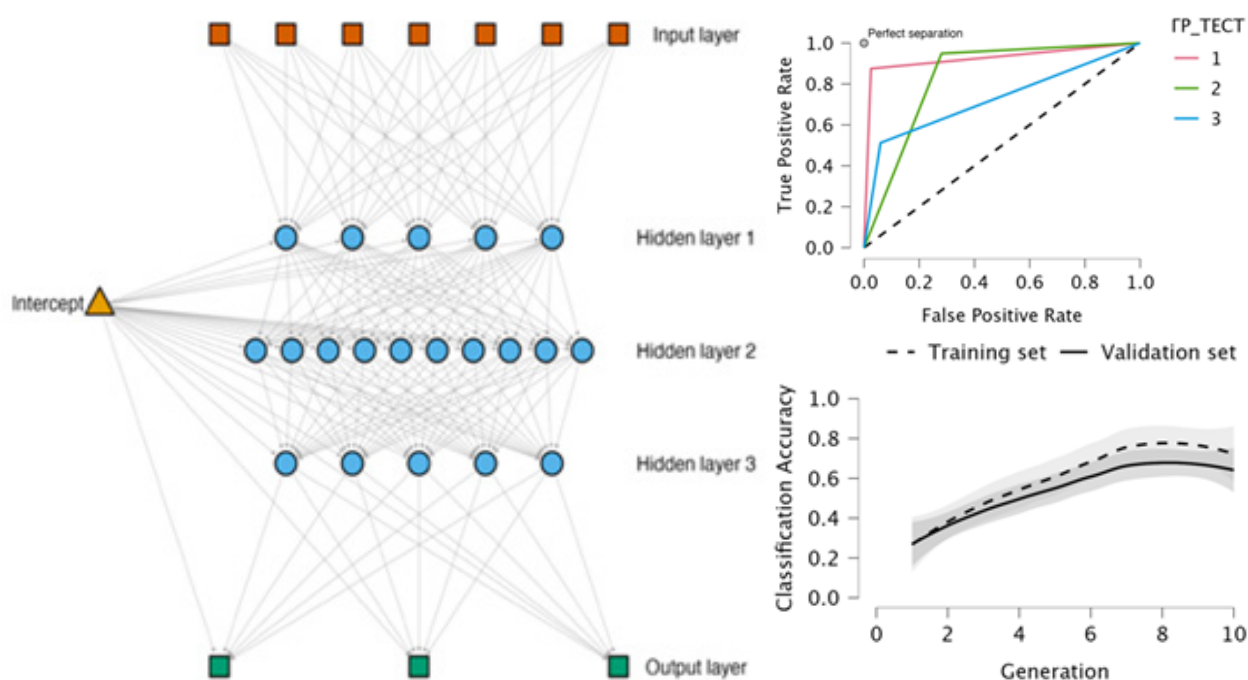 Input layer
Hidden layer 1
Intercept
Hidden layer 2
Hidden layer 3
Output layer
ГР_ТЕСТ
1
2
3
Perfect separation
True Positive Rate
1.0
0.8
0.6
0.4
0.2
0.0
0.0 0.2 0.4 0.6 0.8 1.0
False Positive Rate
Training set Validation set
Classification Accuracy
1.0
0.8
0.6
0.4
0.2
0.0
0 2 4 6 8 10
Generation